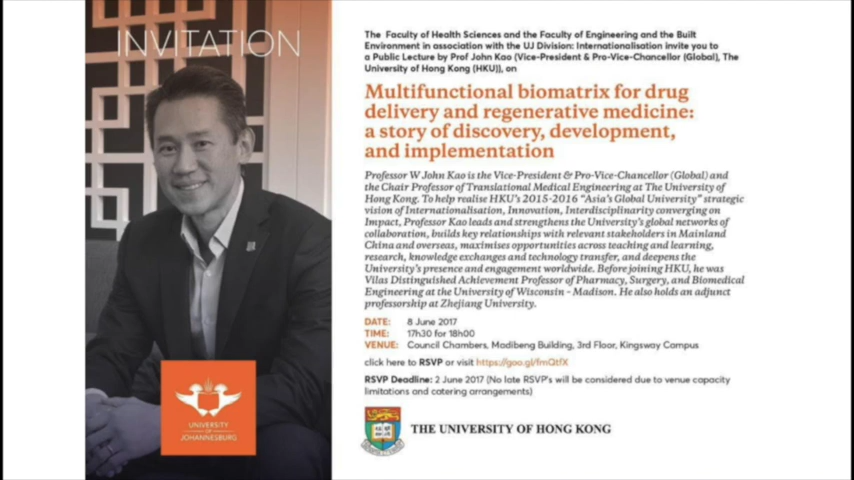 INVITATION
The Faculty of Health Sciences and the Faculty of Engineering and the Built
Environment in association with the UJ Division: Internationalisation invite you to
a Public Lecture by Prof John Kao (Vice-President & Pro-Vice-Chancellor (Global), The
University of Hong Kong (HKU)), on
Multifunctional biomatrix for drug
delivery and regenerative medicine:
a story of discovery, development,
and implementation
Professor W John Kao is the Vice-President & Pro-Vice-Chancellor (Global) and
the Chair Professor of Translational Medical Engineering at The University of
Hong Kong. To help realise HKU's 2015-2016 “Asia's Global University” strategic
vision of Internationalisation, Innovation, Interdisciplinarity converging on
Impact, Professor Kao leads and strengthens the University's global networks of
collaboration, builds key relationships with relevant stakeholders in Mainland
China and overseas, maximises opportunities across teaching and learning,
research, knowledge exchanges and technology transfer, and deepens the
University's presence and engagement worldwide. Before joining HKU, he was
Vilas Distinguished Achievement Professor of Pharmacy, Surgery, and Biomedical
Engineering at the University of Wisconsin - Madison. He also holds an adjunct
professorship at Zhejiang University.
DATE: 8 June 2017
TIME: 17h30 for 18h00
VENUE: Council Chambers, Madibeng Building, 3rd Floor, Kingsway Campus
click here to RSVP or visit https://goo.gl/fmQtfX
RSVP Deadline: 2 June 2017 (No late RSVP's will be considered due to venue capacity
limitations and catering arrangements)
UNIVERSITY
OF
JOHANNESBURG
THE UNIVERSITY OF HONG KONG